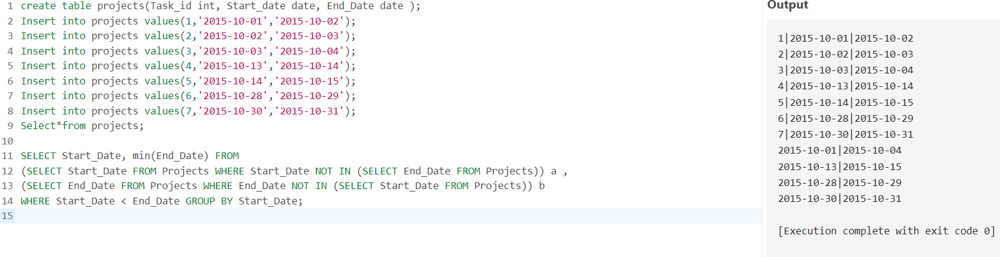 1 create table projects(Task_id int, Start_date date, End_Date date );
2 Insert into projects values(1,'2015-10-01','2015-10-02');
3 Insert into projects values(2,'2015-10-02','2015-10-03');
4 Insert into projects values(3,'2015-10-03','2015-10-04');
5 Insert into projects values(4,'2015-10-13','2015-10-14');
6 Insert into projects values(5,'2015-10-14','2015-10-15');
7 Insert into projects values(6,'2015-10-28','2015-10-29');
8 Insert into projects values(7,'2015-10-30','2015-10-31');
9 Select*from projects;
10
11 SELECT Start_Date, min(End_Date) FROM
12 (SELECT Start_Date FROM Projects WHERE Start_Date NOT IN (SELECT End_Date FROM Projects)) a ,
13 (SELECT End_Date FROM Projects WHERE End_Date NOT IN (SELECT Start_Date FROM Projects)) b
14 WHERE Start_Date < End_Date GROUP BY Start_Date;
15
Output
1|2015-10-01|2015-10-02
2|2015-10-02|2015-10-03
3|2015-10-03|2015-10-04
4|2015-10-13|2015-10-14
5|2015-10-14|2015-10-15
6|2015-10-28|2015-10-29
7|2015-10-30|2015-10-31
2015-10-01|2015-10-04
2015-10-13|2015-10-15
2015-10-28|2015-10-29
2015-10-30|2015-10-31
[Execution complete with exit code 0]